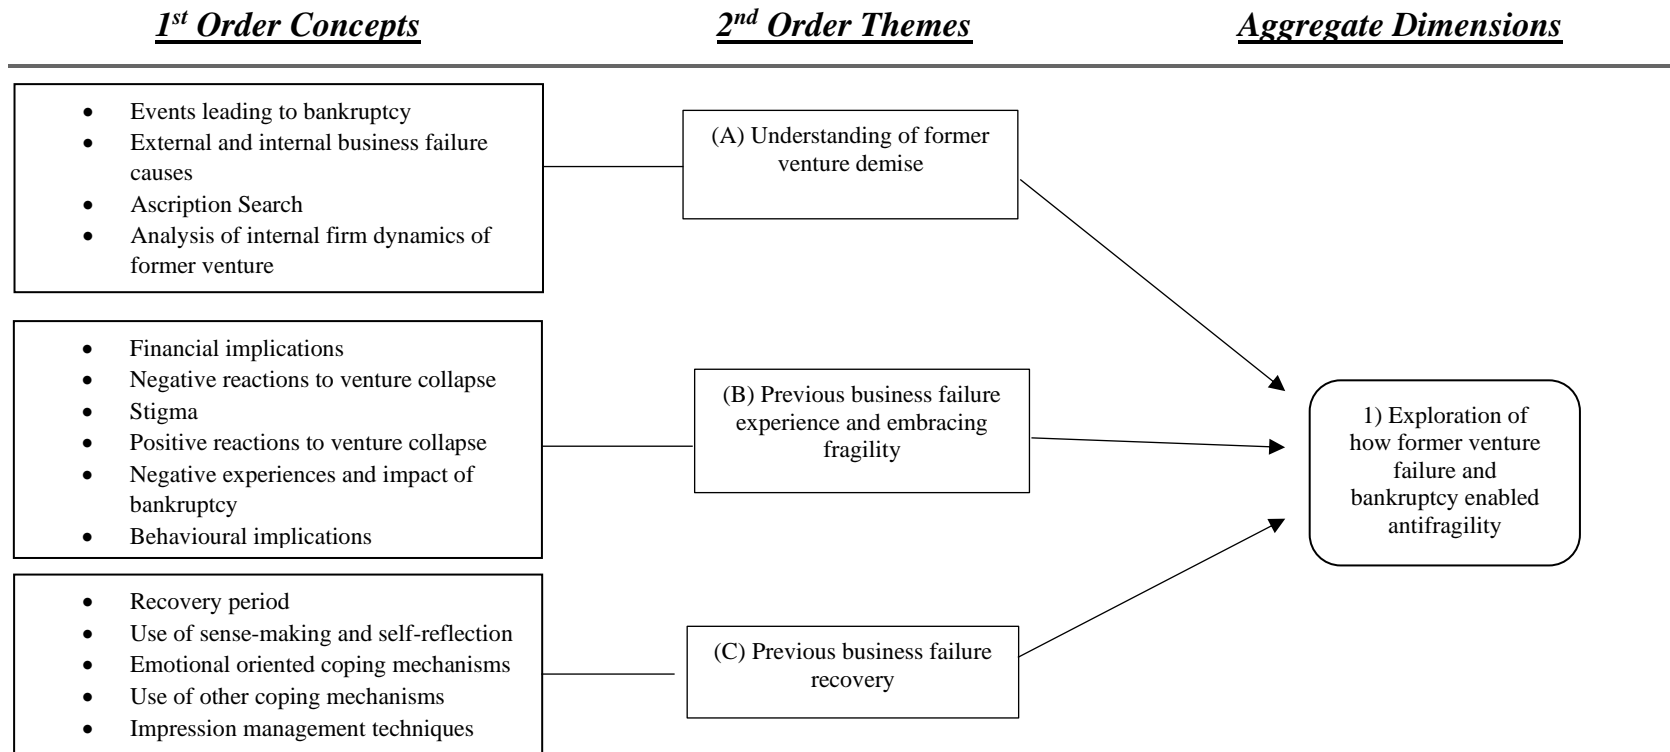 1st Order Concepts
2nd Order Themes
Aggregate Dimensions
• Events leading to bankruptcy
• External and internal business failure
causes
• Ascription Search
• Analysis of internal firm dynamics of
former venture
(A) Understanding of former
venture demise
• Financial implications
• Negative reactions to venture collapse
• Stigma
• Positive reactions to venture collapse
• Negative experiences and impact of
bankruptcy
• Behavioural implications
(B) Previous business failure
experience and embracing
fragility
1) Exploration of
how former venture
failure and
bankruptcy enabled
antifragility
• Recovery period
• Use of sense-making and self-reflection
• Emotional oriented coping mechanisms
• Use of other coping mechanisms
• Impression management techniques
(C) Previous business failure
recovery